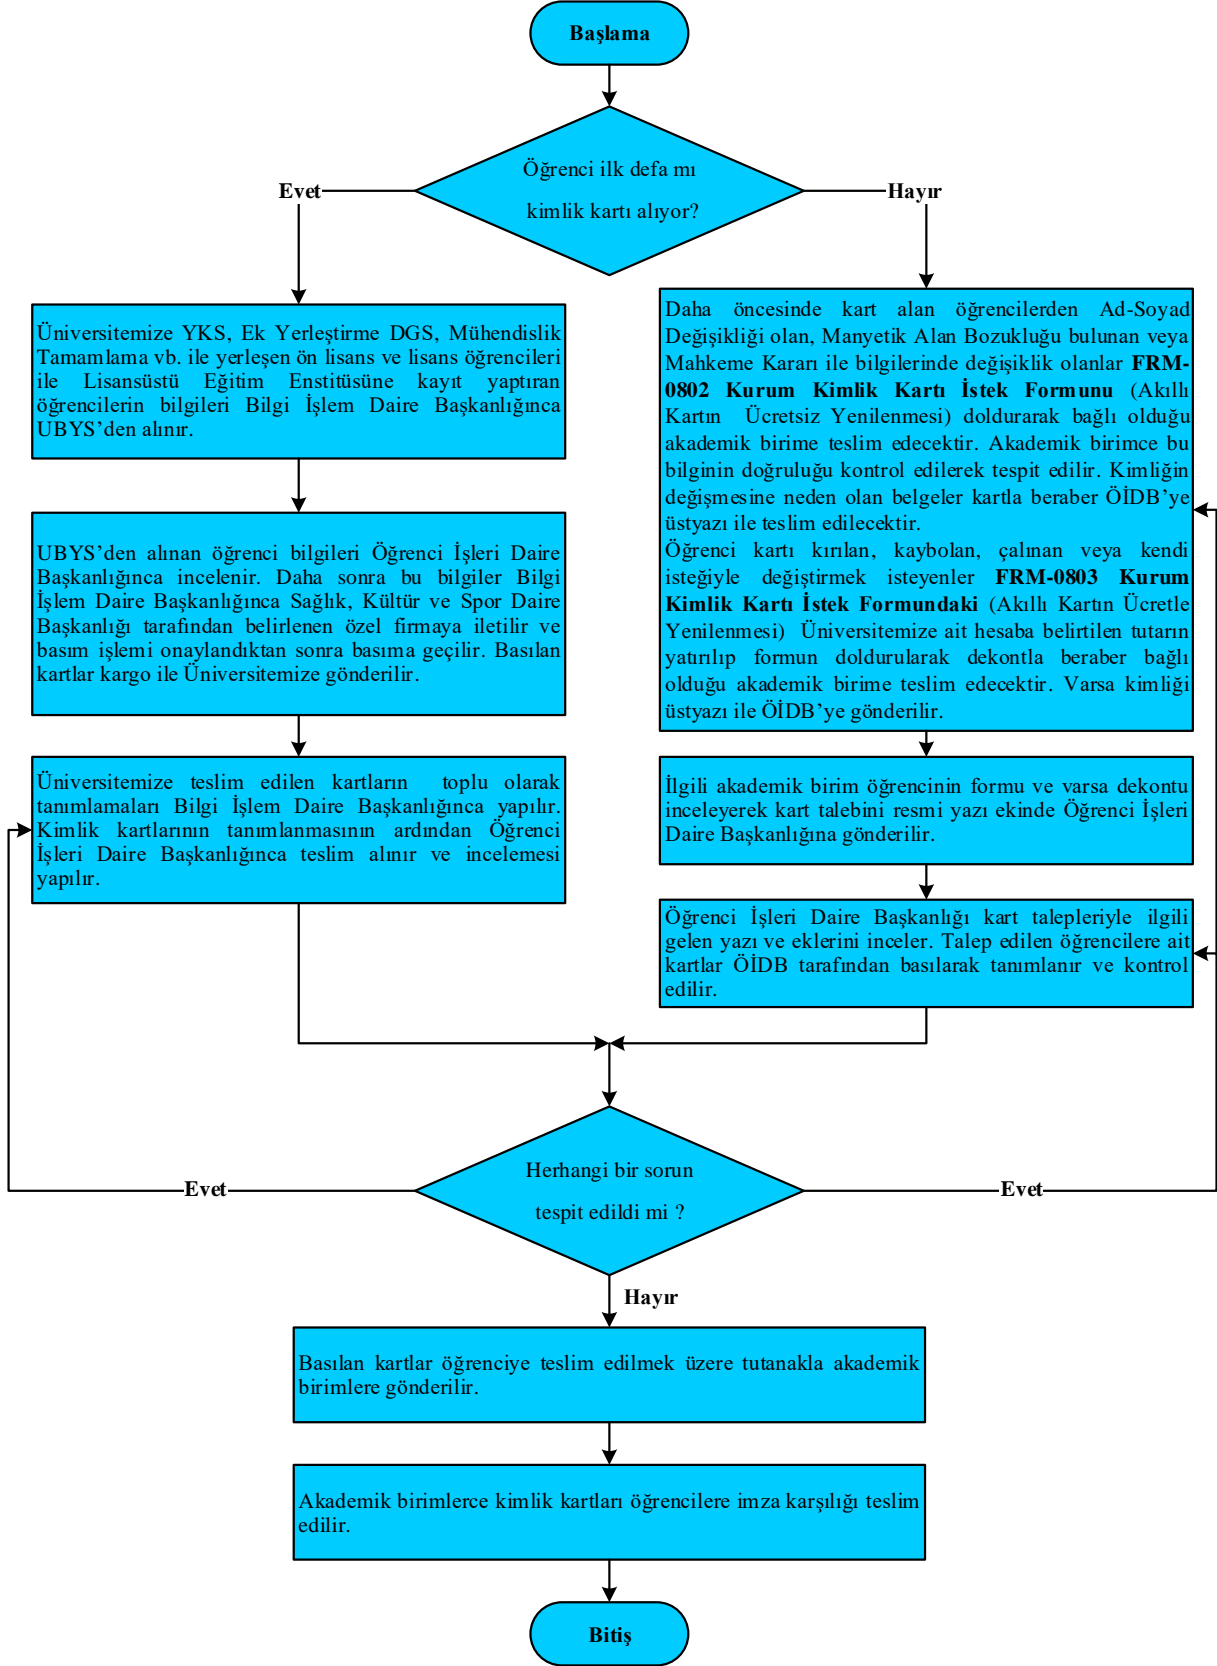 Başlama
Öğrenci ilk defa mı
kimlik kartı alıyor?
Evet
Hayır
Üniversitemize YKS, Ek Yerleştirme DGS, Mühendislik
Tamamlama vb. ile yerleşen ön lisans ve lisans öğrencileri
ile Lisansüstü Eğitim Enstitüsüne kayıt yaptıran
öğrencilerin bilgileri Bilgi İşlem Daire Başkanlığınca
UBYS’den alınır.
UBYS’den alınan öğrenci bilgileri Öğrenci İşleri Daire
Başkanlığınca incelenir. Daha sonra bu bilgiler Bilgi
İşlem Daire Başkanlığınca Sağlık, Kültür ve Spor Daire
Başkanlığı tarafından belirlenen özel firmaya iletilir ve
basım işlemi onaylandıktan sonra basıma geçilir. Basılan
kartlar kargo ile Üniversitemize gönderilir.
Üniversitemize teslim edilen kartların toplu olarak
tanımlamaları Bilgi İşlem Daire Başkanlığınca yapılır.
Kimlik kartlarının tanımlanmasının ardından Öğrenci
İşleri Daire Başkanlığınca teslim alınır ve incelemesi
yapılır.
Daha öncesinde kart alan öğrencilerden Ad-Soyad
Değişikliği olan, Manyetik Alan Bozukluğu bulunan veya
Mahkeme Kararı ile bilgilerinde değişiklik olanlar FRM-
0802 Kurum Kimlik Kartı İstek Formunu (Akıllı
Kartın Ücretsiz Yenilenmesi) doldurarak bağlı olduğu
akademik birime teslim edecektir. Akademik birimce bu
bilginin doğruluğu kontrol edilerek tespit edilir. Kimliğin
değişmesine neden olan belgeler kartla beraber ÖİDB’ye
üstyazı ile teslim edilecektir.
Öğrenci kartı kırılan, kaybolan, çalınan veya kendi
isteğiyle değiştirmek isteyenler FRM-0803 Kurum
Kimlik Kartı İstek Formundaki (Akıllı Kartın Ücretle
Yenilenmesi) Üniversitemize ait hesaba belirtilen tutarın
yatırılıp formun doldurularak dekontla beraber bağlı
olduğu akademik birime teslim edecektir. Varsa kimliği
üstyazı ile ÖİDB’ye gönderilir.
İlgili akademik birim öğrencinin formu ve varsa dekontu
inceleyerek kart talebini resmi yazı ekinde Öğrenci İşleri
Daire Başkanlığına gönderilir.
Öğrenci İşleri Daire Başkanlığı kart talepleriyle ilgili
gelen yazı ve eklerini inceler. Talep edilen öğrencilere ait
kartlar ÖİDB tarafından basılarak tanımlanır ve kontrol
edilir.
Herhangi bir sorun
tespit edildi mi ?
Evet
Evet
Hayır
Basılan kartlar öğrenciye teslim edilmek üzere tutanakla akademik
birimlere gönderilir.
Akademik birimlerce kimlik kartları öğrencilere imza karşılığı teslim
edilir.
Bitiş